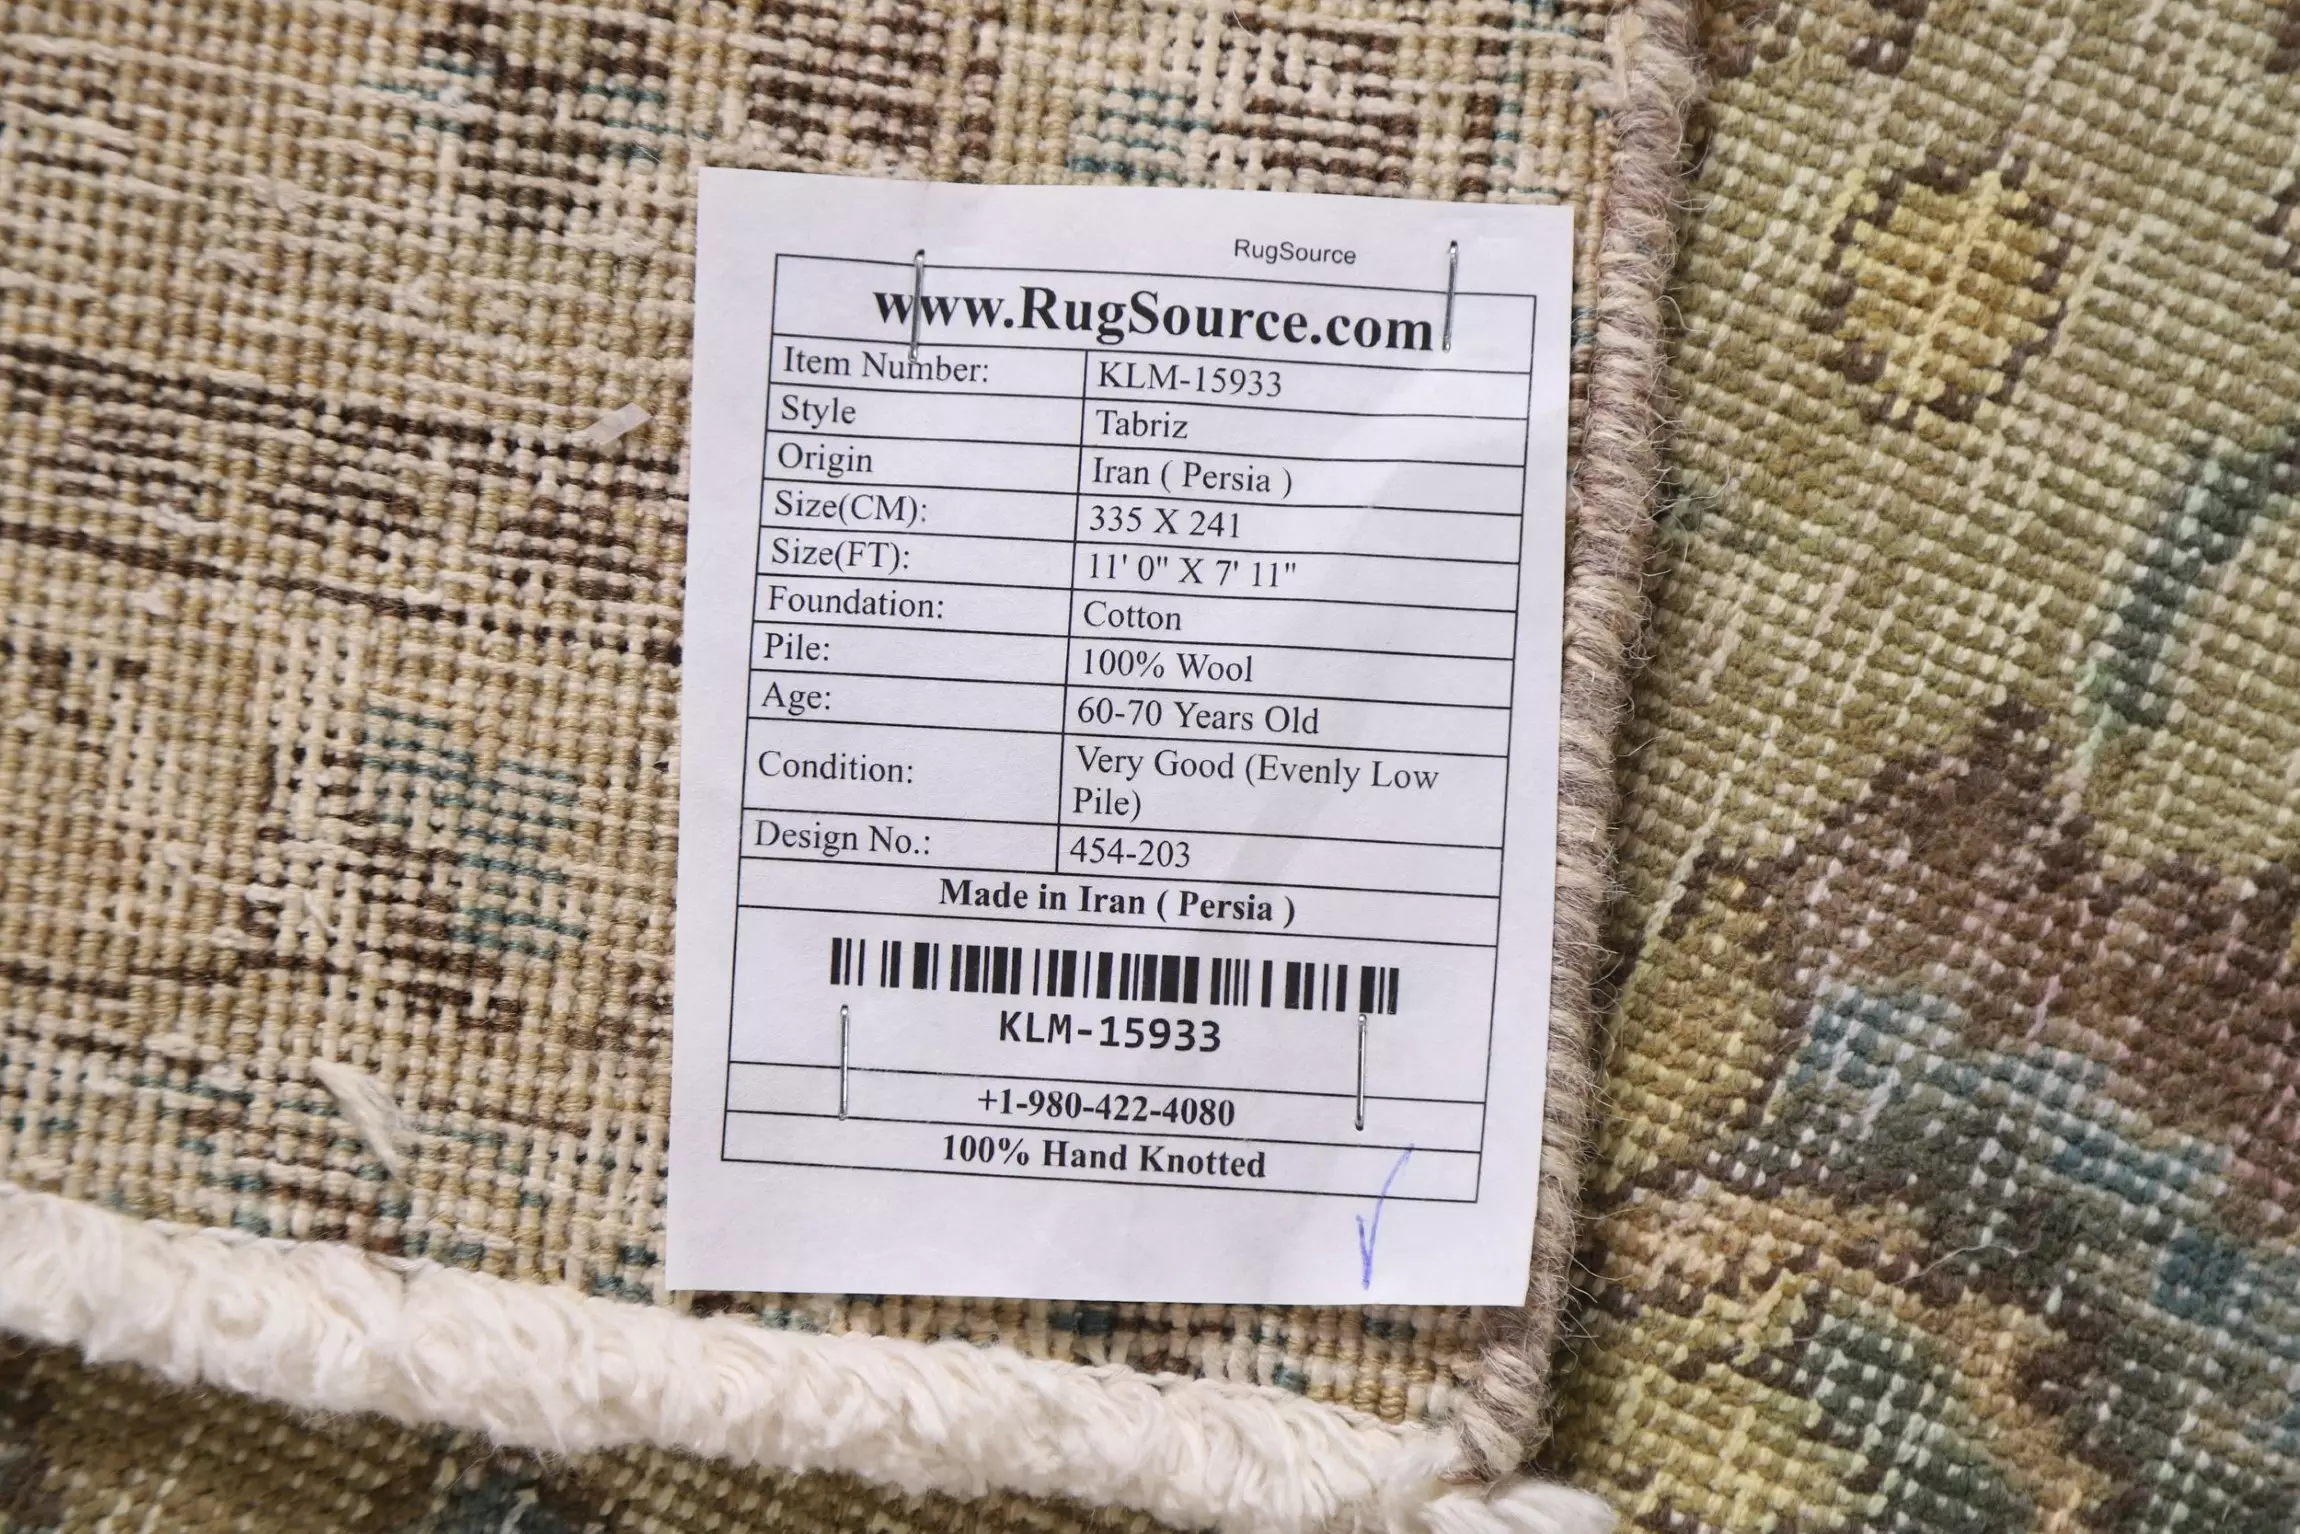 RugSource
www.RugSource.com
Item Number: KLM-15933
Style Tabriz
Origin Iran ( Persia )
Size(CM): 335 X 241
Size(FT): 11' 0" X 7' 11"
Foundation: Cotton
Pile: 100% Wool
Age: 60-70 Years Old
Condition: Very Good (Evenly Low
Pile)
Design No.: 454-203
Made in Iran ( Persia )
KLM-15933
+1-980-422-4080
100% Hand Knotted